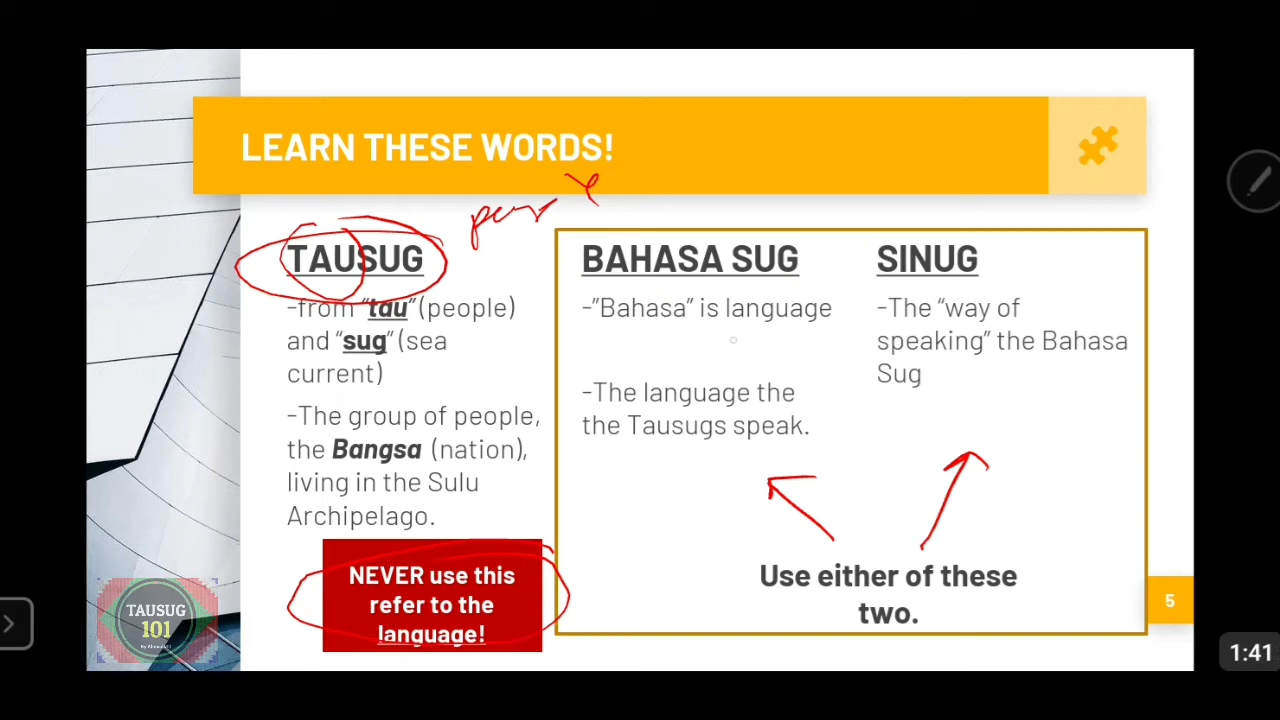 LEARN THESE WORDS!
TAUSUG
-from “tau” (people)
and “sug” (sea
current)
-The group of people,
the Bangsa (nation),
living in the Sulu
Archipelago.
NEVER use this
refer to the
language!
BAHASA SUG
-”Bahasa” is language
-The language the
the Tausugs speak.
SINUG
-The “way of
speaking” the Bahasa
Sug
Use either of these
two.
5
TAUSUG
101
1:41